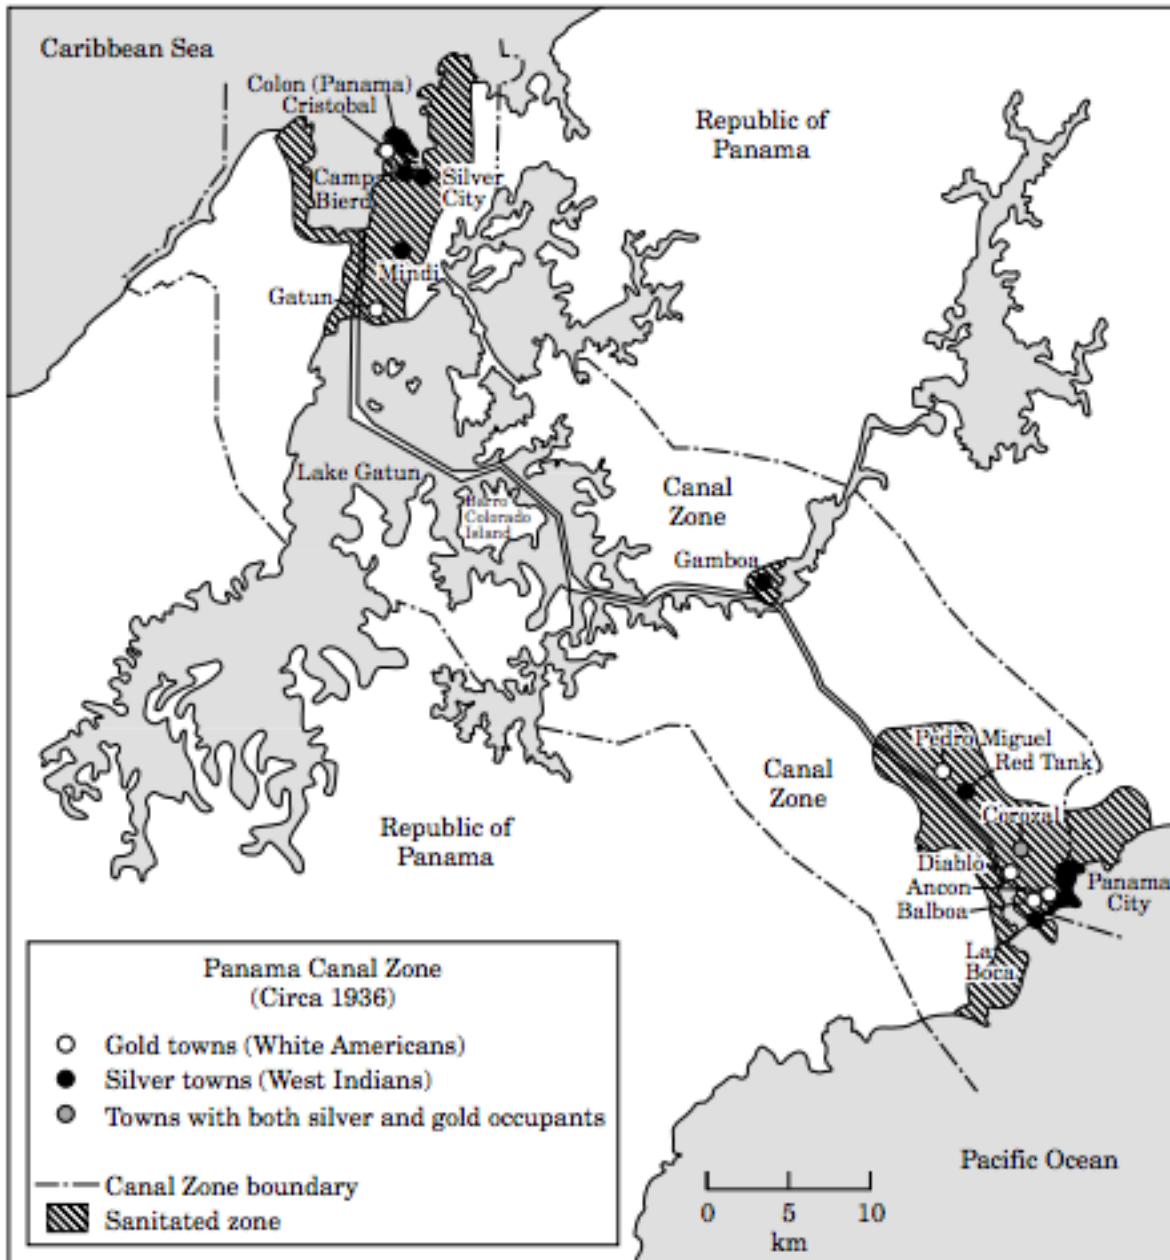 Caribbean Sea
Colon (Panama)
Cristobal
Republic of
Panama
Camp
Bierd
Silver
City
Mindi
Gatun
Lake Gatun
Barro
Colorado
Island
Canal
Zone
Gamboa
Pedro Miguel
Red Tank
Canal
Zone
Corozal
Republic of
Panama
Diablo
Ancon
Balboa
Panama
City
La
Boca
Panama Canal Zone
(Circa 1936)
Gold towns (White Americans)
Silver towns (West Indians)
Towns with both silver and gold occupants
Canal Zone boundary
Sanitated zone
Pacific Ocean
0 5 10
km